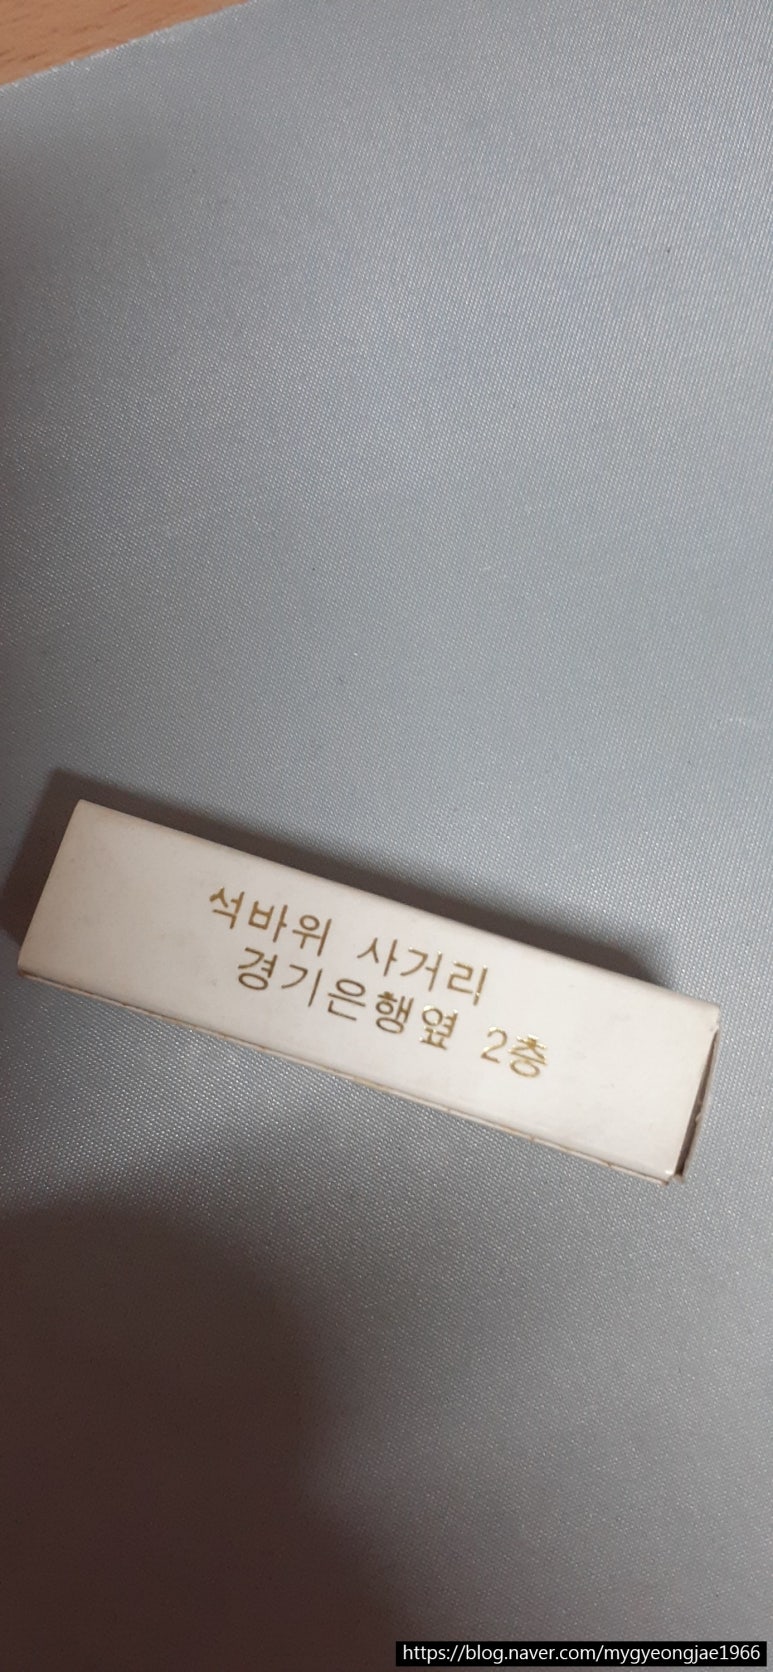 석바위 사거리
경기은행옆 2층
https://blog.naver.com/mygyeongjae1966